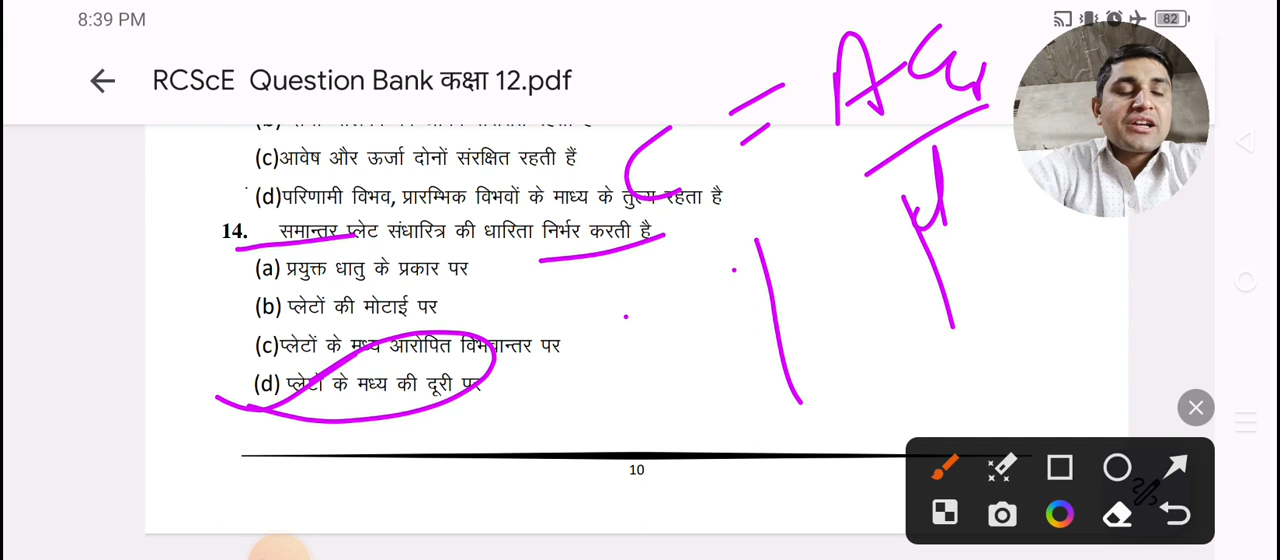 8:39 PM
82
RCScE Question Bank कक्षा 12.pdf
(c)आवेष और ऊर्जा दोनों संरक्षित रहती हैं
(d)परिणामी विभव, प्रारम्भिक विभवों के माध्य के तुल्य रहता है
14. समान्तर प्लेट संधारित्र की धारिता निर्भर करती है
(a) प्रयुक्त धातु के प्रकार पर
(b) प्लेटों की मोटाई पर
(c)प्लेटों के मध्य आरोपित विभवान्तर पर
(d) प्लेटों के मध्य की दूरी पर
10